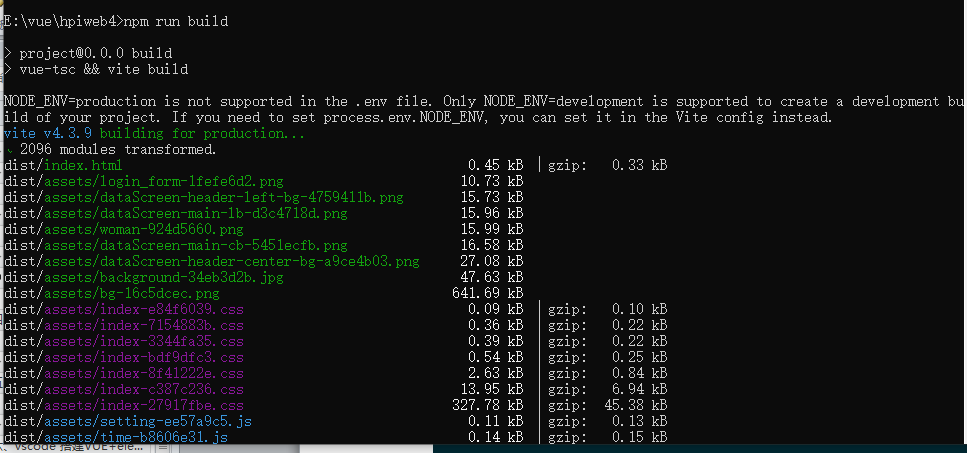 E:\vue\hpiweb4>npm run build
> project@0.0.0 build
> vue-tsc && vite build
NODE_ENV=production is not supported in the .env file. Only NODE_ENV=development is supported to create a development bu
ild of your project. If you need to set process.env.NODE_ENV, you can set it in the Vite config instead.
vite v4.3.9 building for production...
✓ 2096 modules transformed.
dist/index.html 0.45 kB │ gzip: 0.33 kB
dist/assets/login_form-1fefe6d2.png 10.73 kB
dist/assets/dataScreen-header-left-bg-4759411b.png 15.73 kB
dist/assets/dataScreen-main-lb-d3c4718d.png 15.96 kB
dist/assets/woman-924d5660.png 15.99 kB
dist/assets/dataScreen-main-cb-5451ecfb.png 16.58 kB
dist/assets/dataScreen-header-center-bg-a9ce4b03.png 27.08 kB
dist/assets/background-34eb3d2b.jpg 47.63 kB
dist/assets/bg-16c5dcec.png 641.69 kB
dist/assets/index-e84f6039.css 0.09 kB │ gzip: 0.10 kB
dist/assets/index-7154883b.css 0.36 kB │ gzip: 0.22 kB
dist/assets/index-3344fa35.css 0.39 kB │ gzip: 0.22 kB
dist/assets/index-bdf9dfc3.css 0.54 kB │ gzip: 0.25 kB
dist/assets/index-8f41222e.css 2.63 kB │ gzip: 0.84 kB
dist/assets/index-c387c236.css 13.95 kB │ gzip: 6.94 kB
dist/assets/index-27917fbe.css 327.78 kB │ gzip: 45.38 kB
dist/assets/setting-ee57a9c5.js 0.11 kB │ gzip: 0.13 kB
dist/assets/time-b8606e31.js 0.14 kB │ gzip: 0.15 kB